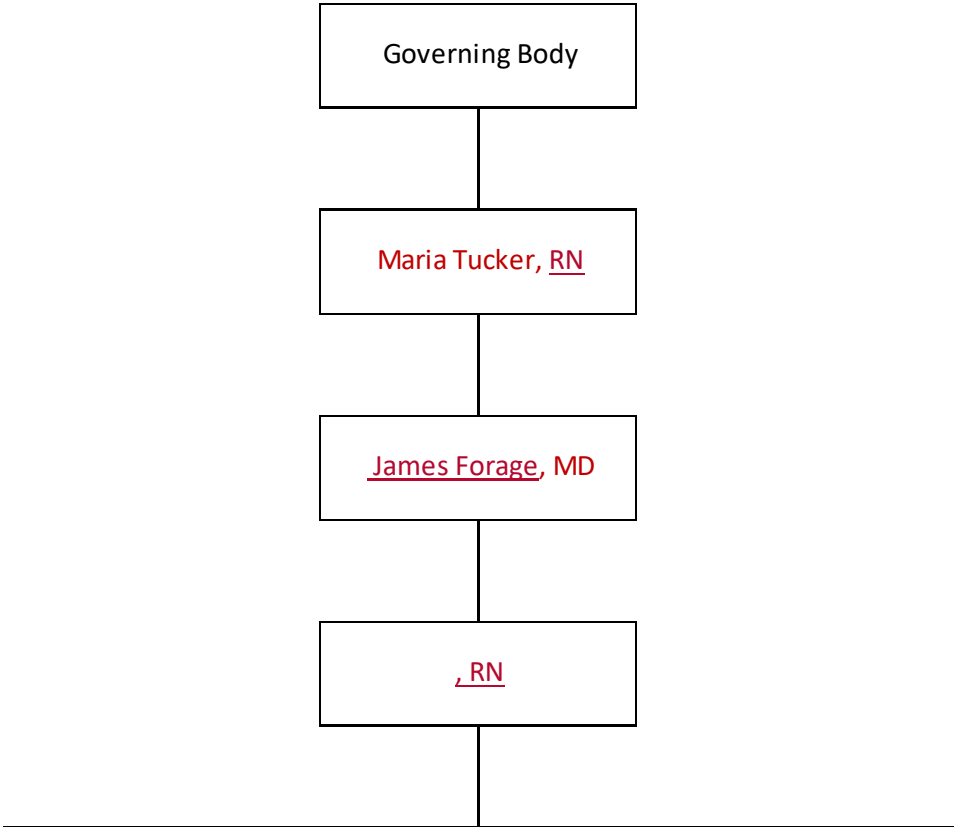 Governing Body
Maria Tucker, RN
James Forage, MD
, RN